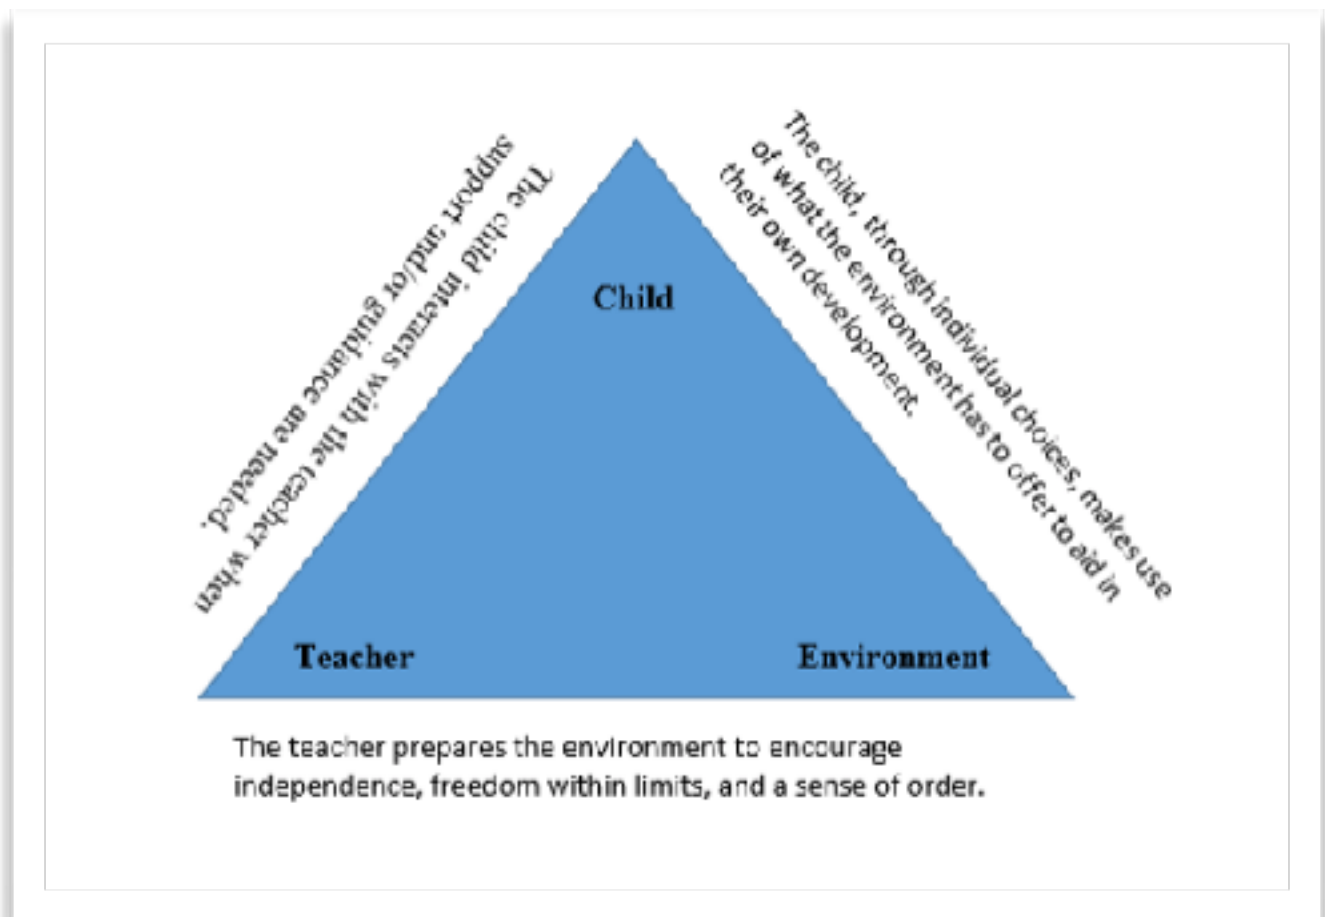 The child interacts with the teacher when
support and/or guidance are needed.
The child, through individual choices, makes use
of what the environment has to offer to aid in
their own development.
Child
Teacher
Environment
The teacher prepares the environment to encourage
independence, freedom within limits, and a sense of order.